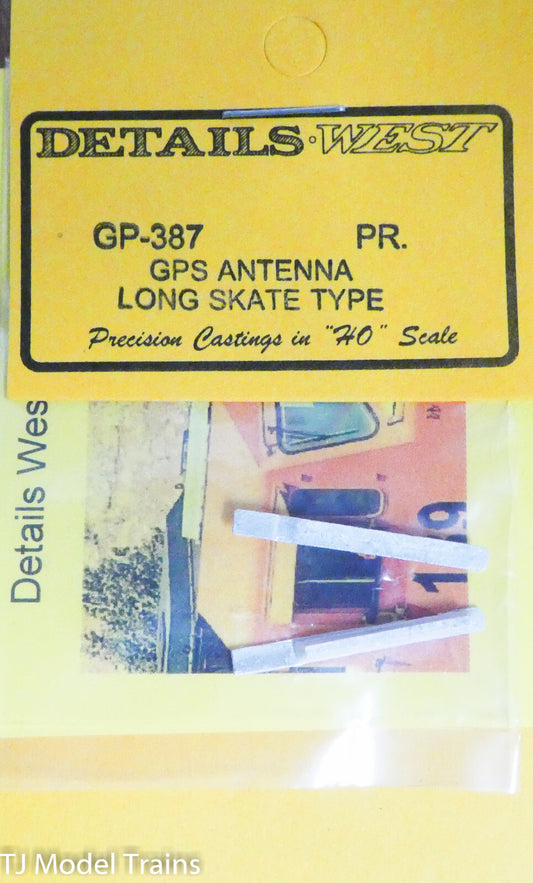 DETAILS·WEST
GP-387 PR.
GPS ANTENNA
LONG SKATE TYPE
Precision Castings in "HO" Scale
Details Wes
TJ Model Trains